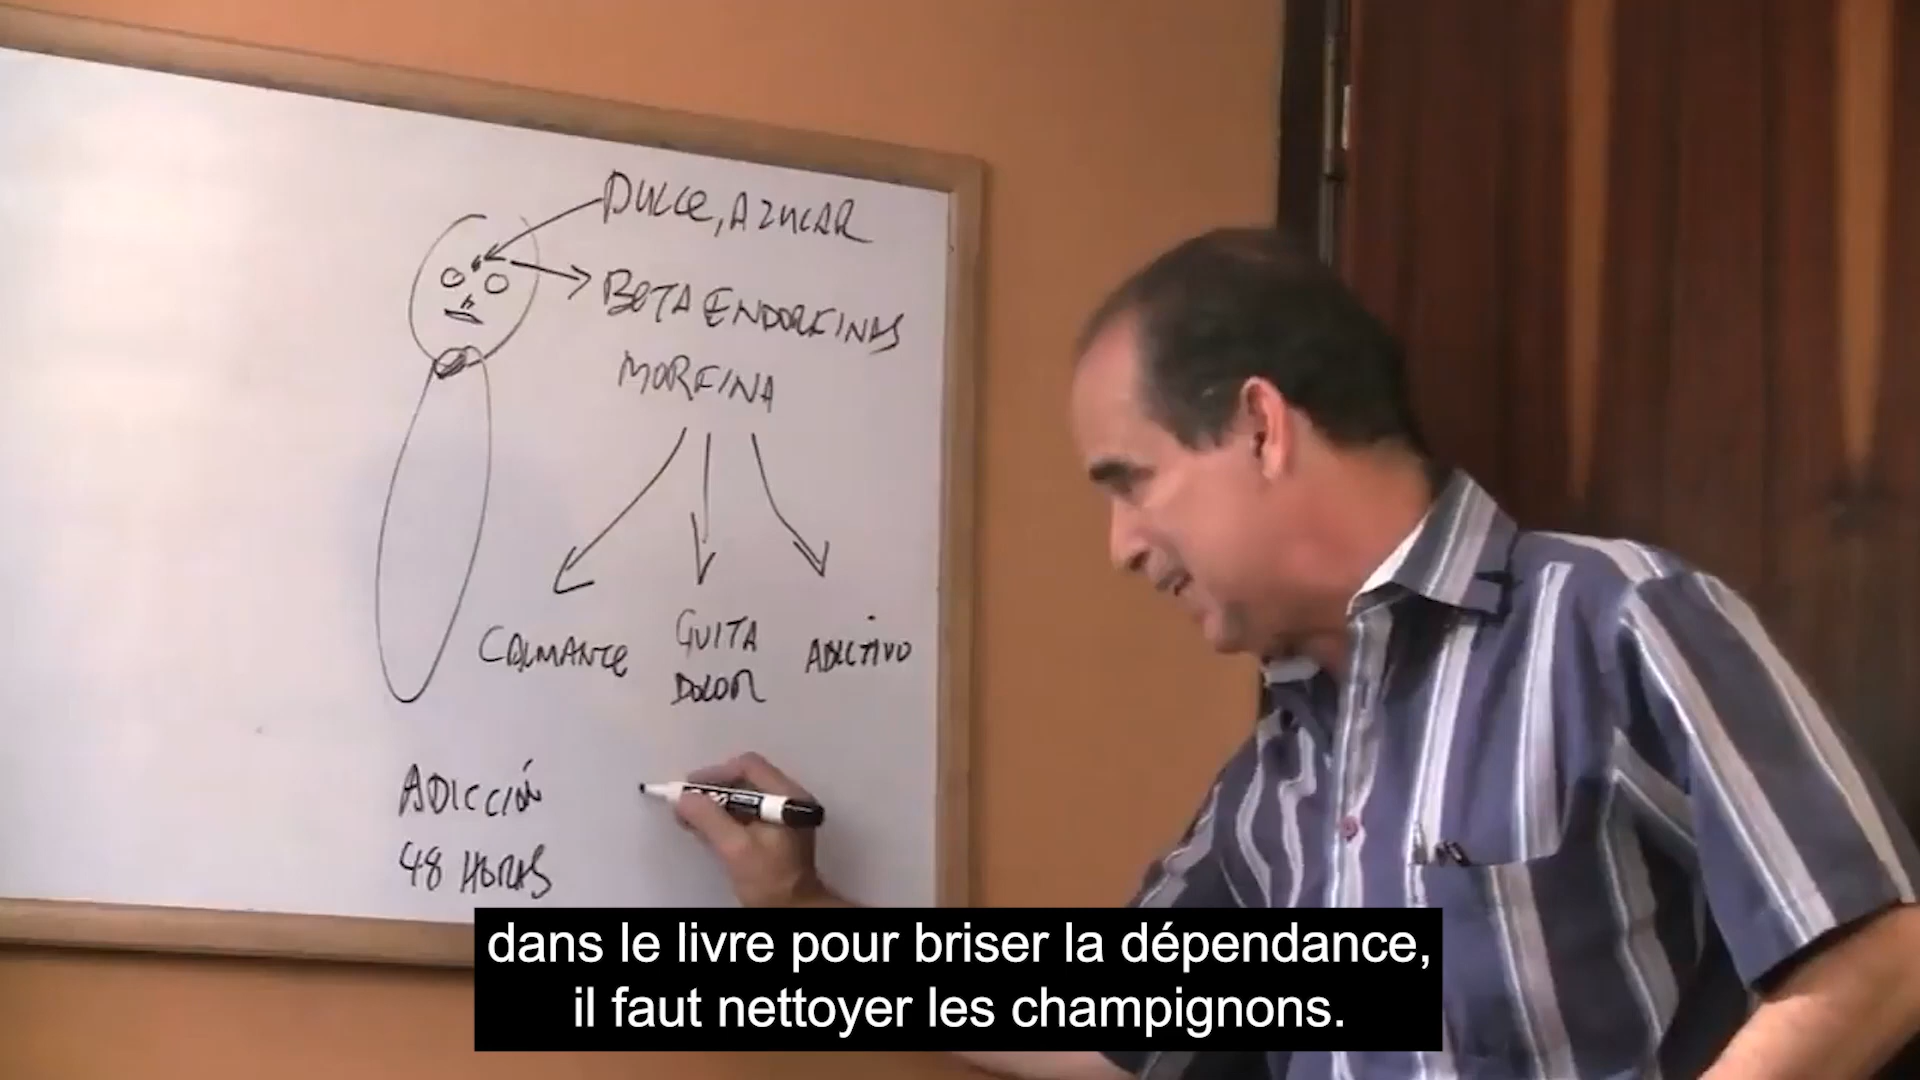 DULCE, AZUCAR
BETA ENDORFINAS
MORFINA
CALMANTE
QUITA
DOLOR
ADICTIVO
ADICCIÓN
48 HORAS
dans le livre pour briser la dépendance,
il faut nettoyer les champignons.